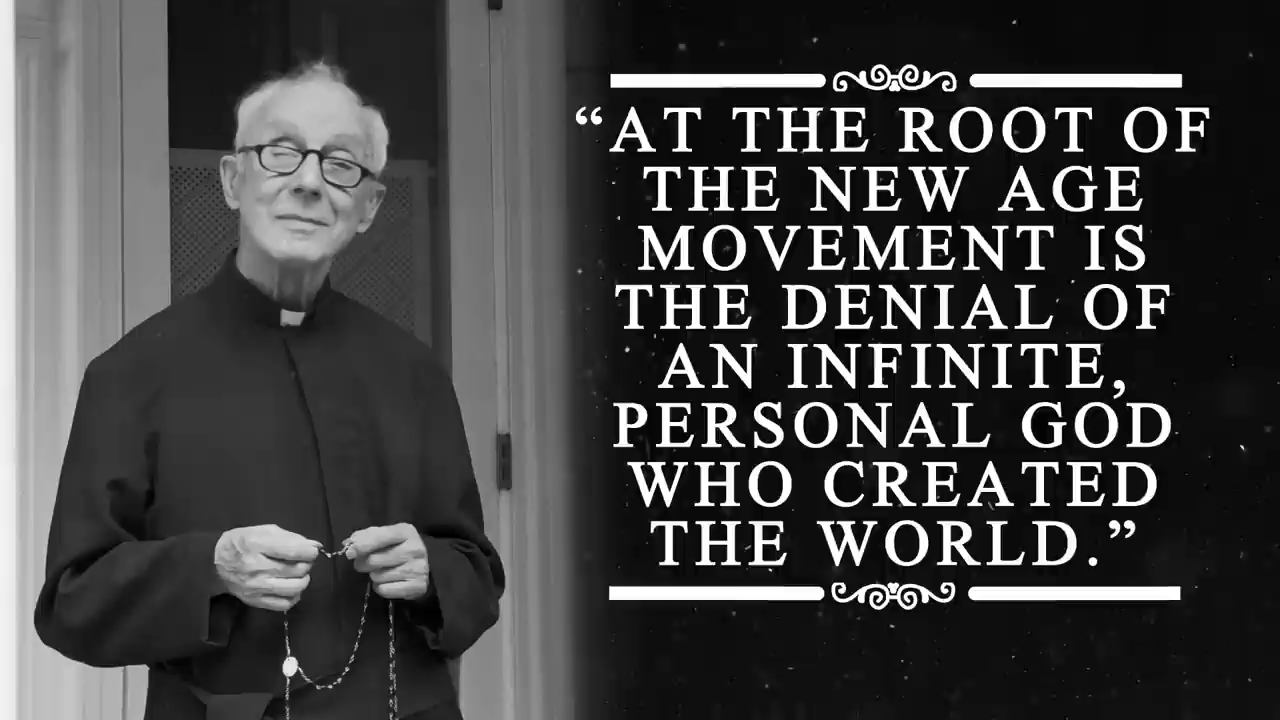 “AT THE ROOT OF
THE NEW AGE
MOVEMENT IS
THE DENIAL OF
AN INFINITE,
PERSONAL GOD
WHO CREATED
THE WORLD.”